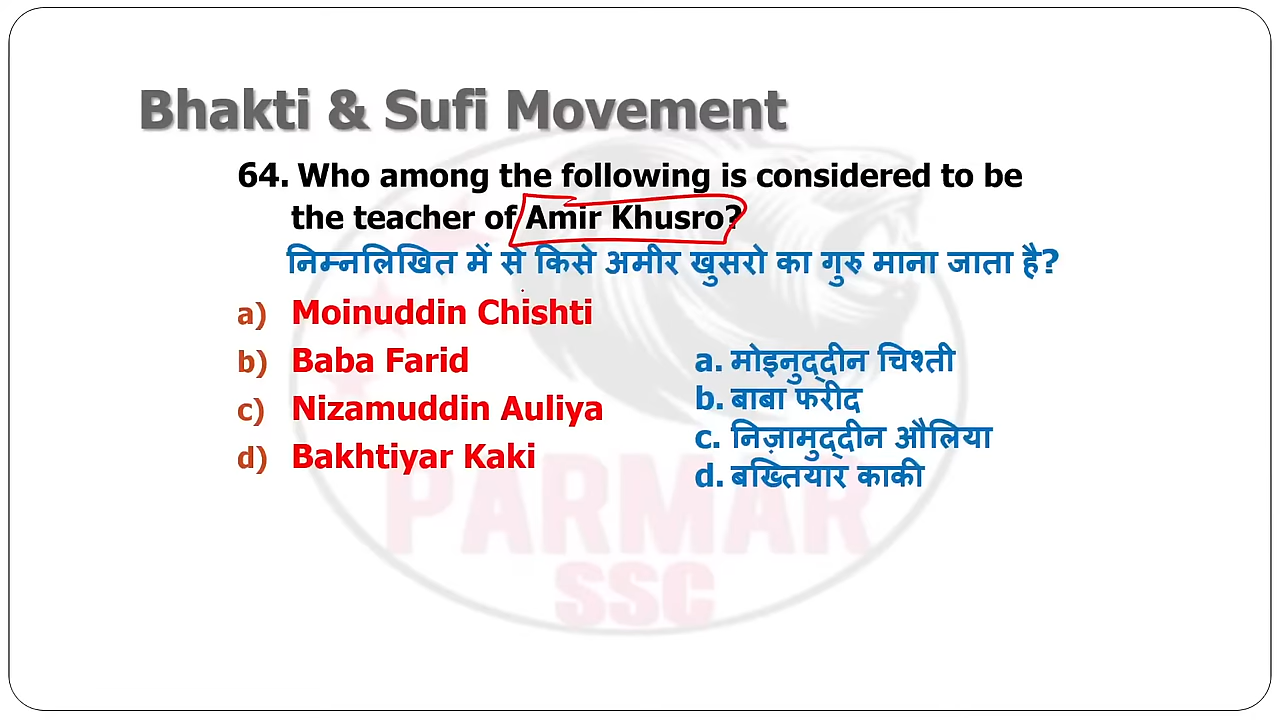 Bhakti & Sufi Movement
64. Who among the following is considered to be
the teacher of Amir Khusro?
निम्नलिखित में से किसे अमीर खुसरो का गुरु माना जाता है?
a) Moinuddin Chishti
b) Baba Farid
c) Nizamuddin Auliya
d) Bakhtiyar Kaki
a. मोइनुद्दीन चिश्ती
b. बाबा फरीद
c. निज़ामुद्दीन औलिया
d. बख्तियार काकी
PARMAR
SSC